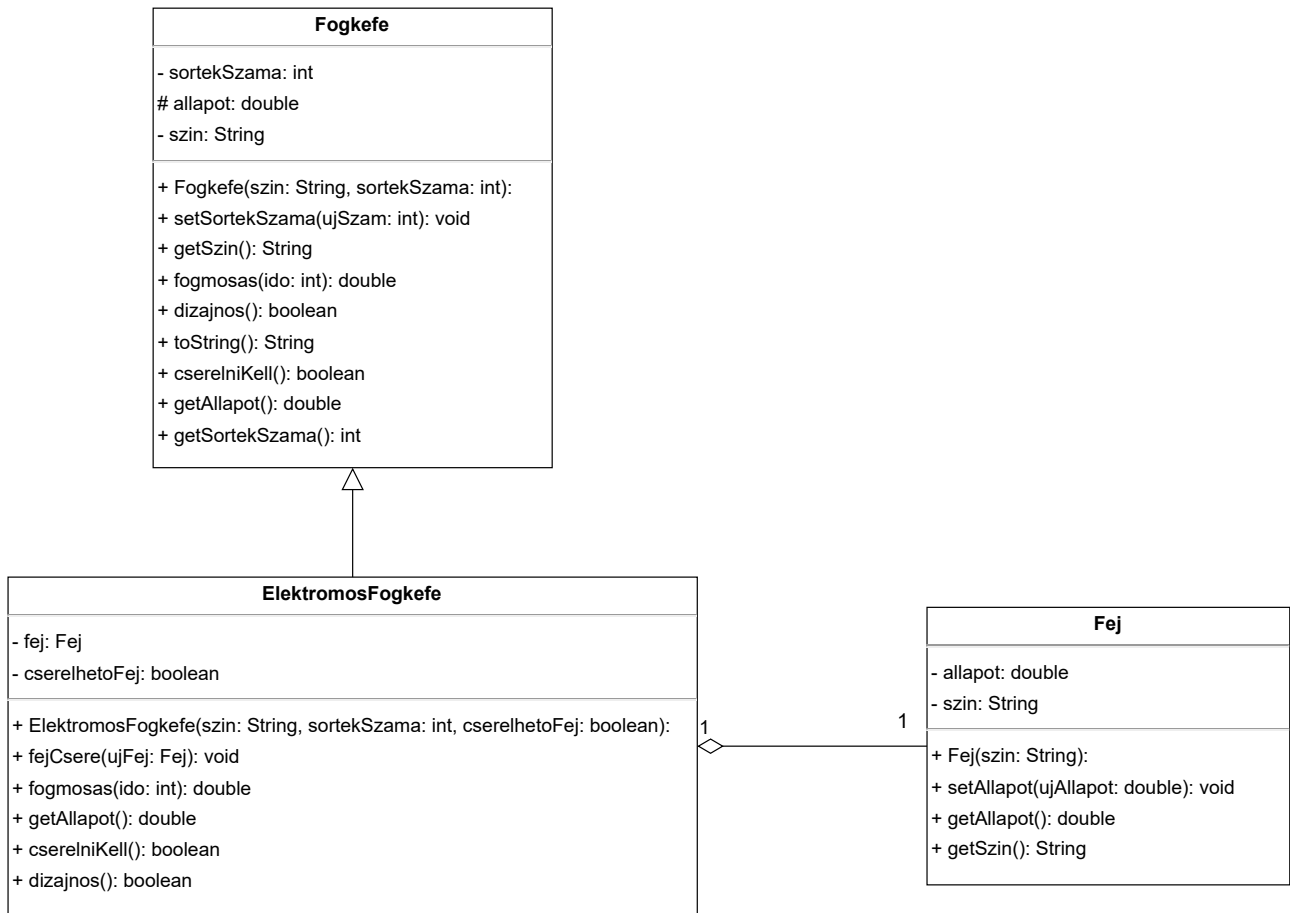 Fogkefe
- sortekSzama: int
# allapot: double
- szin: String
+ Fogkefe(szin: String, sortekSzama: int):
+ setSortekSzama(ujSzam: int): void
+ getSzin(): String
+ fogmosas(ido: int): double
+ dizajnos(): boolean
+ toString(): String
+ cserelniKell(): boolean
+ getAllapot(): double
+ getSortekSzama(): int
ElektromosFogkefe
- fej: Fej
- cserelhetoFej: boolean
+ ElektromosFogkefe(szin: String, sortekSzama: int, cserelhetoFej: boolean):
+ fejCsere(ujFej: Fej): void
+ fogmosas(ido: int): double
+ getAllapot(): double
+ cserelniKell(): boolean
+ dizajnos(): boolean
1
1
Fej
- allapot: double
- szin: String
+ Fej(szin: String):
+ setAllapot(ujAllapot: double): void
+ getAllapot(): double
+ getSzin(): String